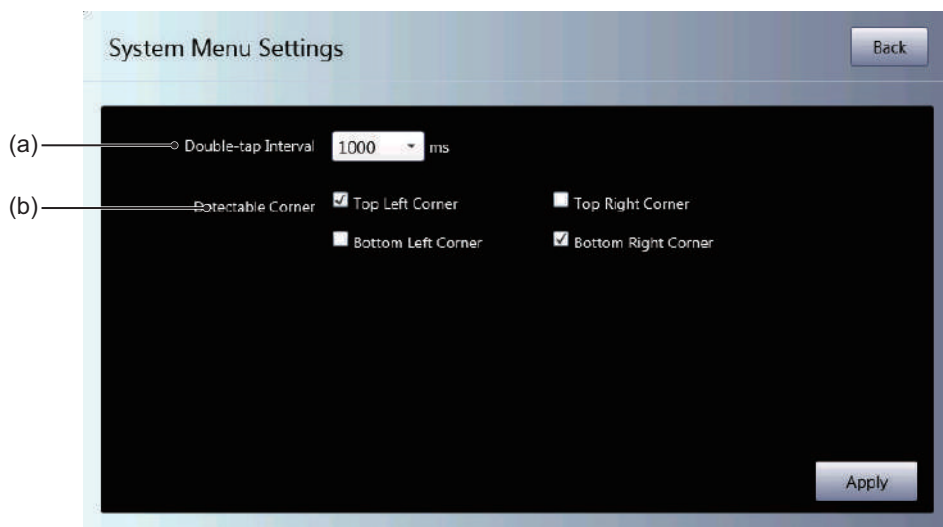 System Menu Settings
Back
(a)
Double-tap Interval
1000
ms
(b)
Detectable Corner
Top Left Corner
Top Right Corner
Bottom Left Corner
Bottom Right Corner
Apply